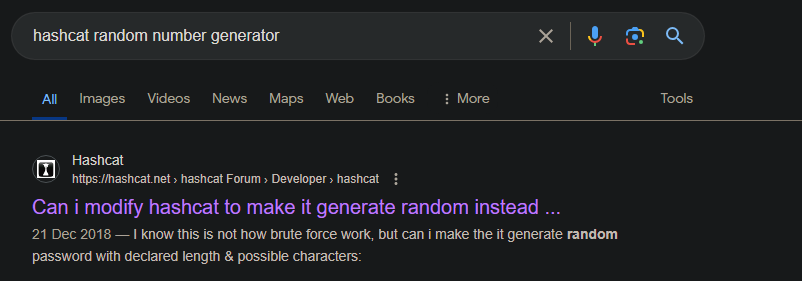 hashcat random number generator
All Images Videos News Maps Web Books More Tools
Hashcat
https://hashcat.net › hashcat Forum › Developer › hashcat
Can i modify hashcat to make it generate random instead ...
21 Dec 2018 — I know this is not how brute force work, but can i make the it generate random
password with declared length & possible characters: